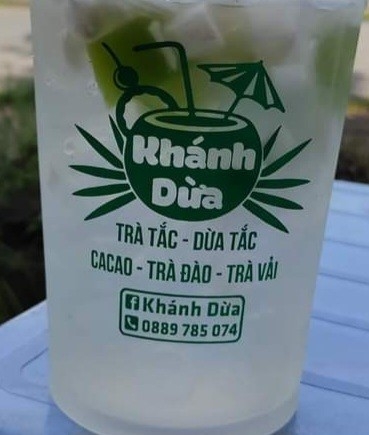 Khánh
Dừa
TRÀ TẮC - DỪA TẮC
CACAO - TRÀ ĐÀO - TRÀ VẢI
Khánh Dừa
0889 785 074